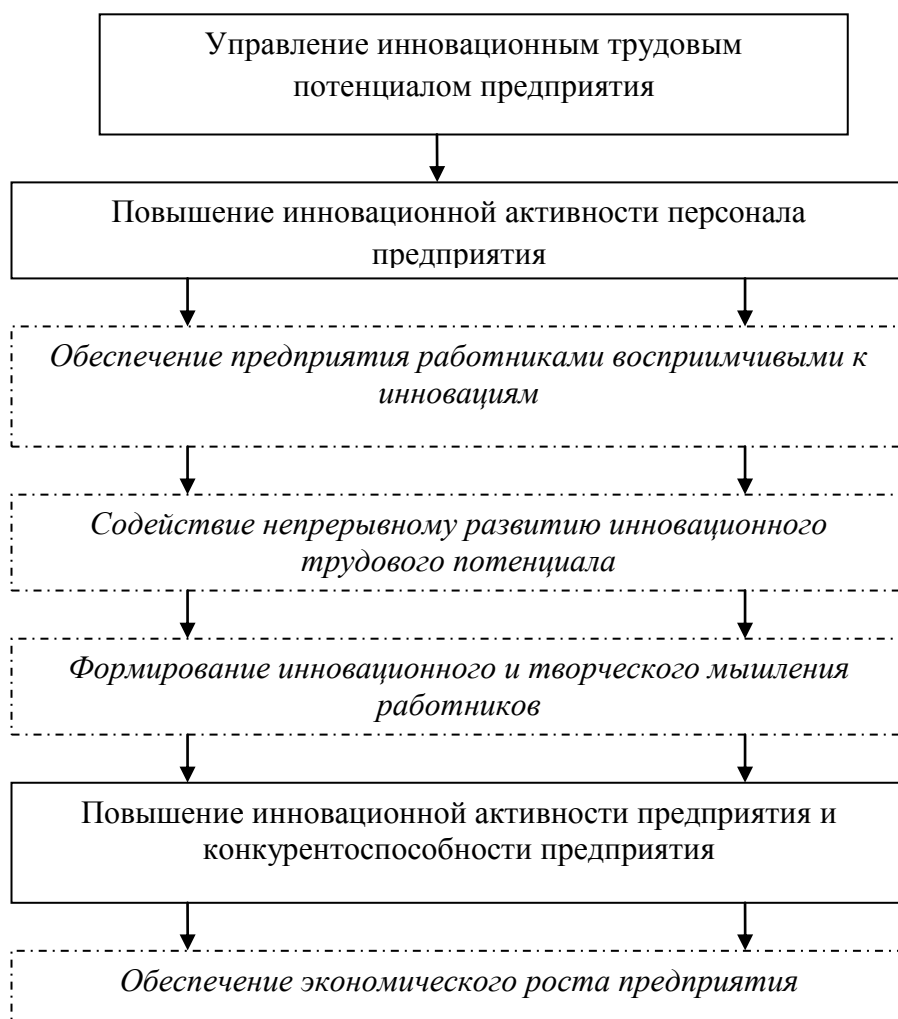 Управление инновационным трудовым
потенциалом предприятия
Повышение инновационной активности персонала
предприятия
Обеспечение предприятия работниками восприимчивыми к
инновациям
Содействие непрерывному развитию инновационного
трудового потенциала
Формирование инновационного и творческого мышления
работников
Повышение инновационной активности предприятия и
конкурентоспособности предприятия
Обеспечение экономического роста предприятия